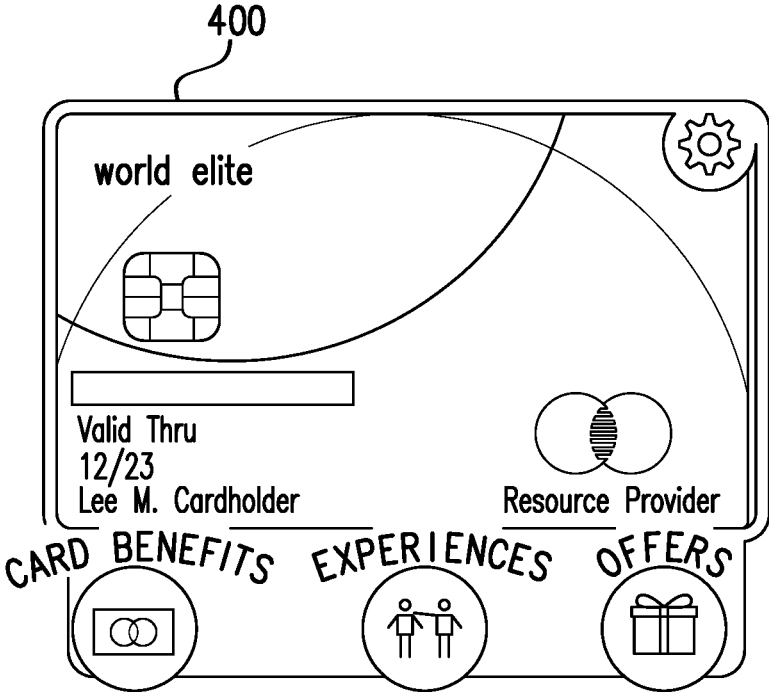 400
world elite
Valid Thru
12/23
Lee M. Cardholder
Resource Provider
CARD BENEFITS
EXPERIENCES
OFFERS